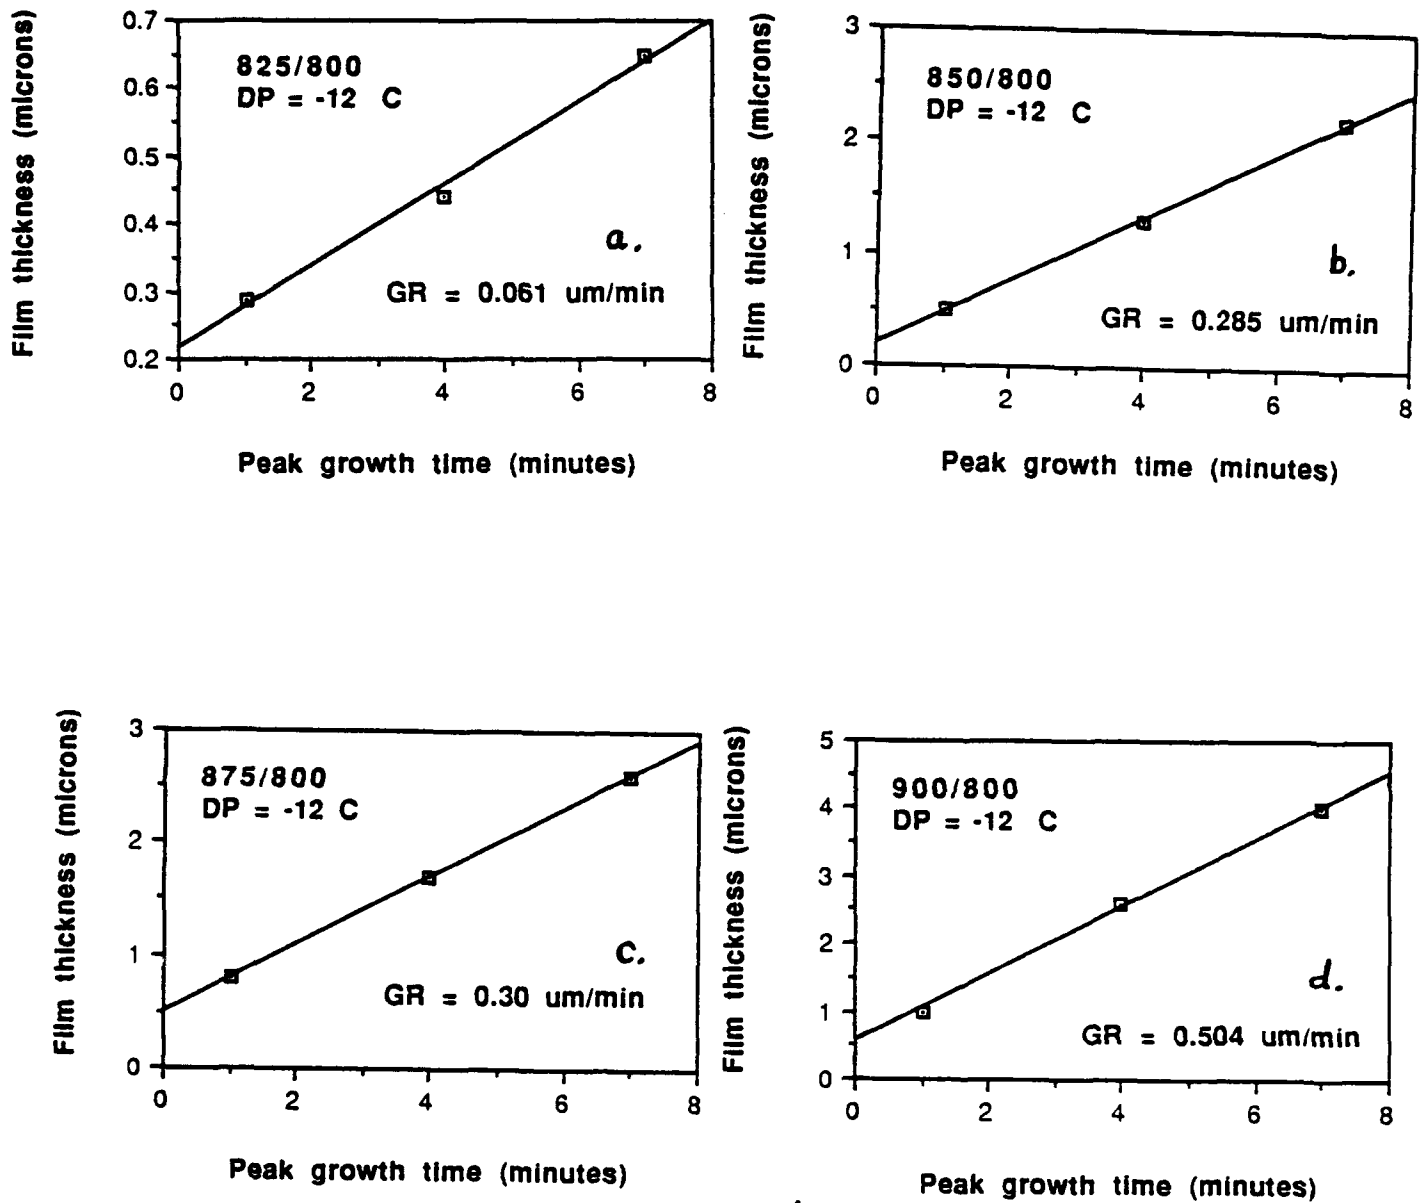 Film thickness (microns)
0.7
0.6
0.5
0.4
0.3
0.2
825/800
DP = -12 C
a.
GR = 0.061 um/min
0 2 4 6 8
Peak growth time (minutes)
Film thickness (microns)
3
2
1
0
850/800
DP = -12 C
b.
GR = 0.285 um/min
0 2 4 6 8
Peak growth time (minutes)
Film thickness (microns)
3
2
1
0
875/800
DP = -12 C
c.
GR = 0.30 um/min
0 2 4 6 8
Peak growth time (minutes)
Film thickness (microns)
5
4
3
2
1
0
900/800
DP = -12 C
d.
GR = 0.504 um/min
0 2 4 6 8
Peak growth time (minutes)